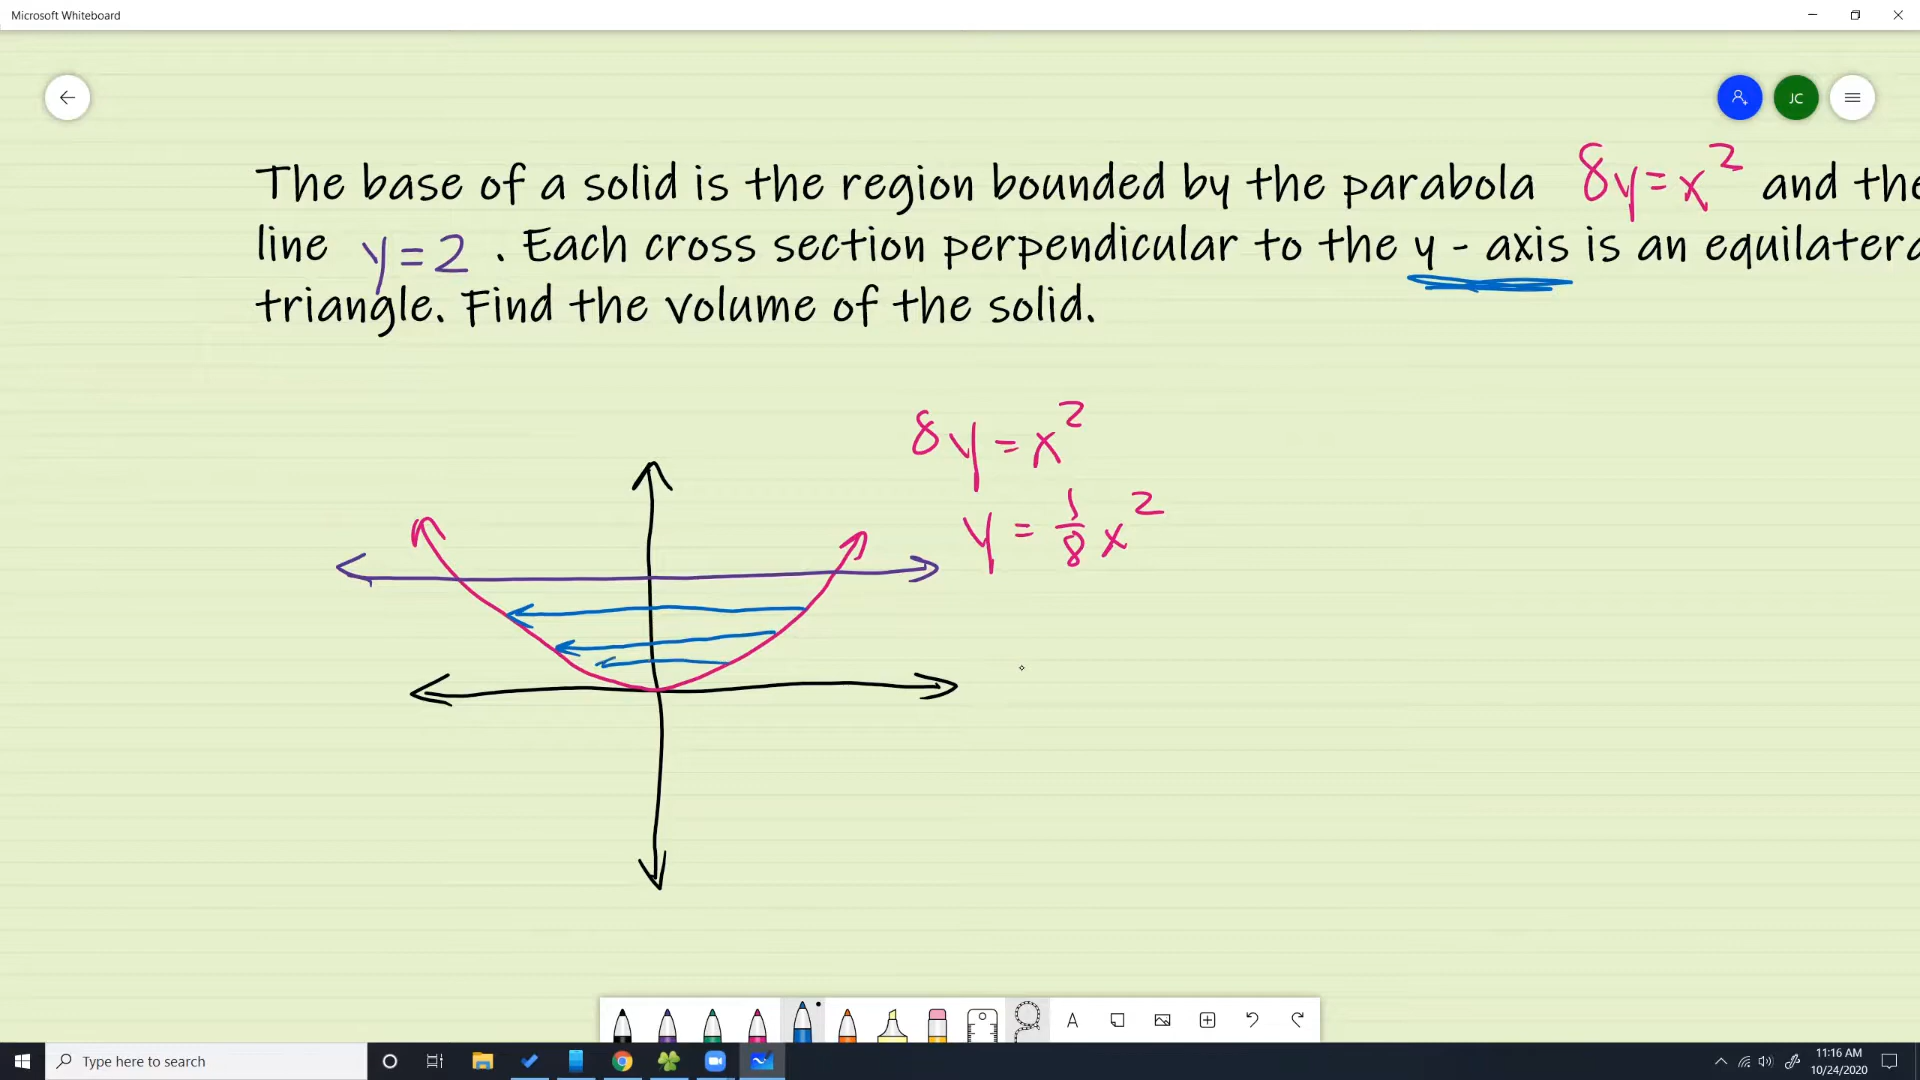 Microsoft Whiteboard
JC
The base of a solid is the region bounded by the parabola 8y=x² and the
line y=2 . Each cross section perpendicular to the y - axis is an equilatera
triangle. Find the volume of the solid.
8y = x²
y = 1/8 x²
A
Type here to search
11:16 AM
10/24/2020